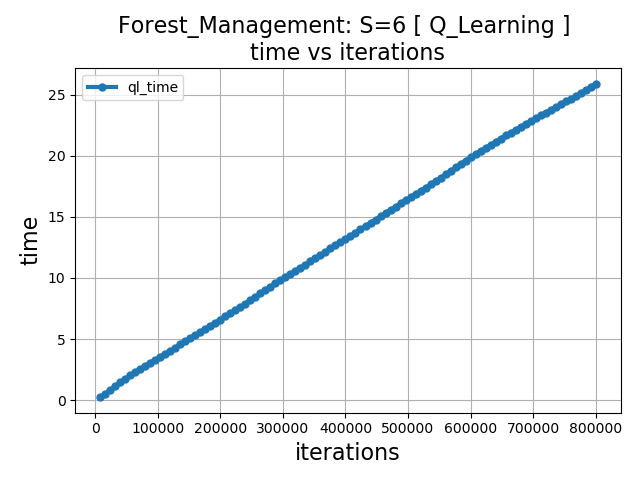 Forest_Management: S=6 [ Q_Learning ]
time vs iterations
ql_time
25
20
15
10
5
0
time
0 100000 200000 300000 400000 500000 600000 700000 800000
iterations